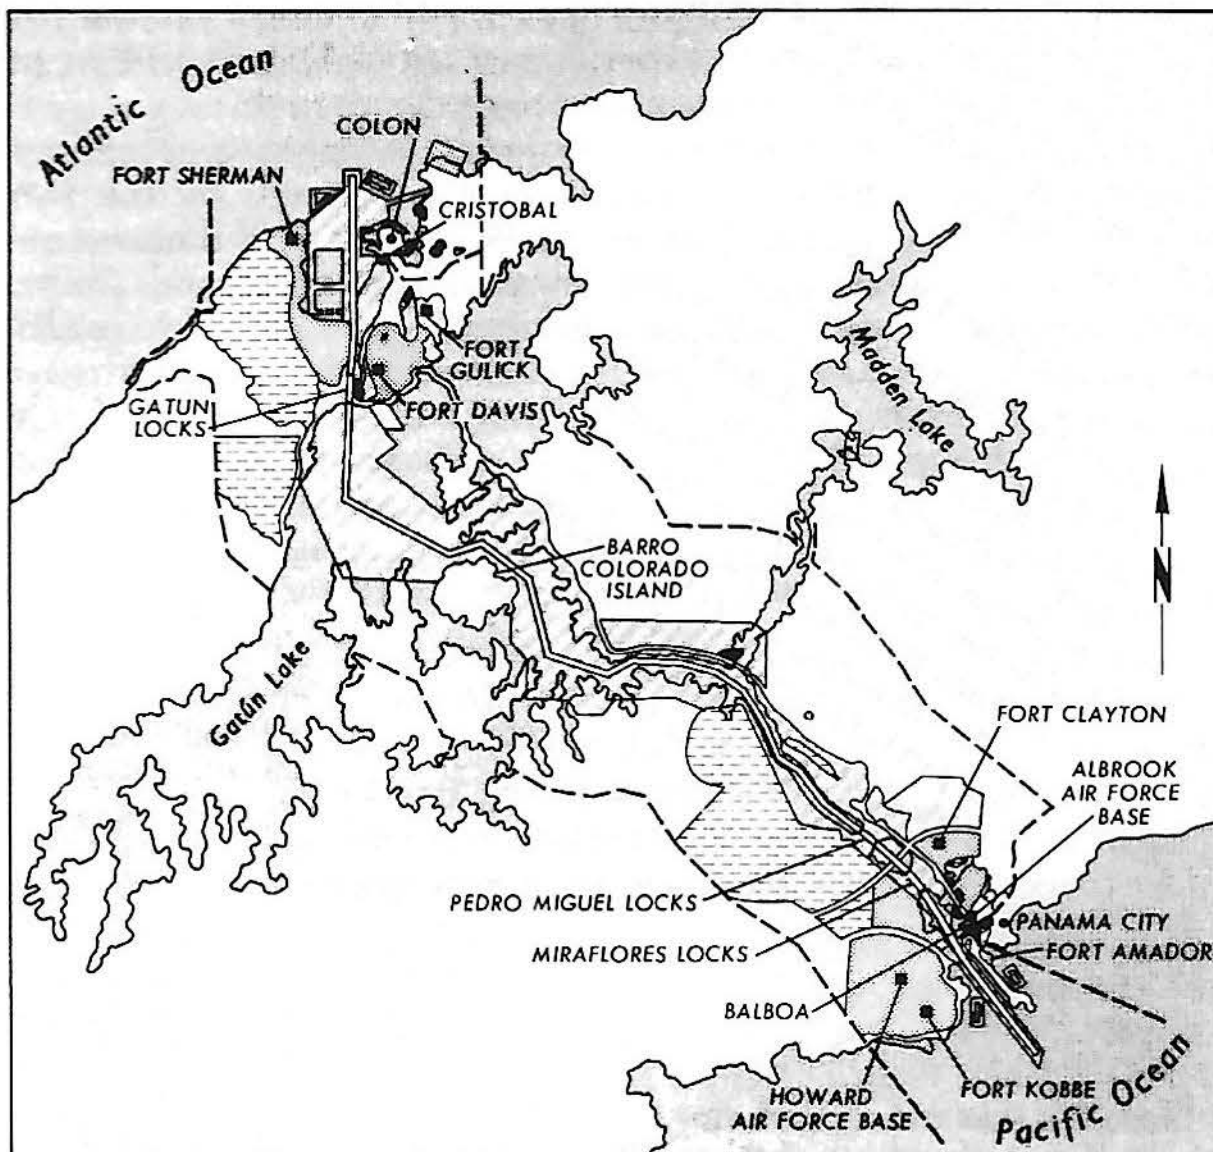 Atlantic Ocean
COLON
FORT SHERMAN
CRISTOBAL
FORT
GULICK
GATUN
LOCKS
FORT DAVIS
Madden Lake
BARRO
COLORADO
ISLAND
N
Gatún Lake
FORT CLAYTON
ALBROOK
AIR FORCE
BASE
PEDRO MIGUEL LOCKS
PANAMA CITY
MIRAFLORES LOCKS
FORT AMADOR
BALBOA
HOWARD
AIR FORCE BASE
FORT KOBBE
Pacific Ocean